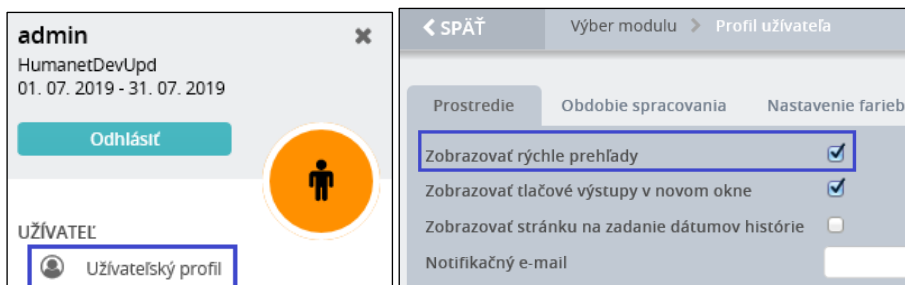 admin
HumanetDevUpd
01. 07. 2019 - 31. 07. 2019
Odhlásiť
UŽÍVATEĽ
Užívateľský profil
SPÄŤ
Výber modulu
Profil užívateľa
Prostredie
Obdobie spracovania
Nastavenie farieb
Zobrazovať rýchle prehľady
Zobrazovať tlačové výstupy v novom okne
Zobrazovať stránku na zadanie dátumov histórie
Notifikačný e-mail